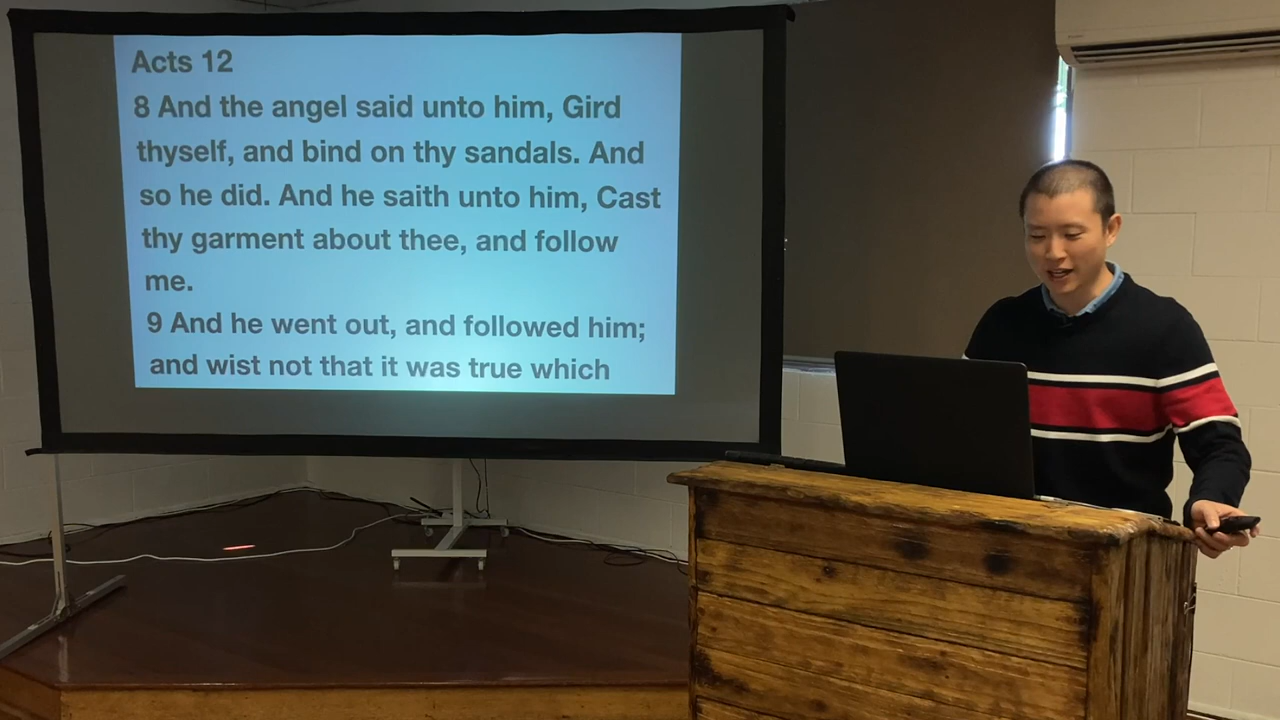 Acts 12
8 And the angel said unto him, Gird
thyself, and bind on thy sandals. And
so he did. And he saith unto him, Cast
thy garment about thee, and follow
me.
9 And he went out, and followed him;
and wist not that it was true which